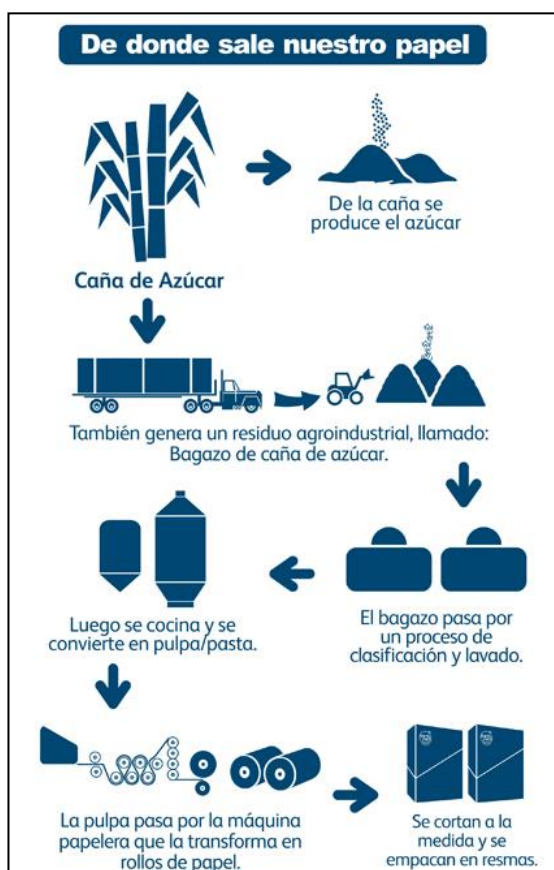 De donde sale nuestro papel
Caña de Azúcar
De la caña se
produce el azúcar
También genera un residuo agroindustrial, llamado:
Bagazo de caña de azúcar.
El bagazo pasa por
un proceso de
clasificación y lavado.
Luego se cocina y se
convierte en pulpa/pasta.
La pulpa pasa por la máquina
papelera que la transforma en
rollos de papel.
Se cortan a la
medida y se
empacan en resmas.